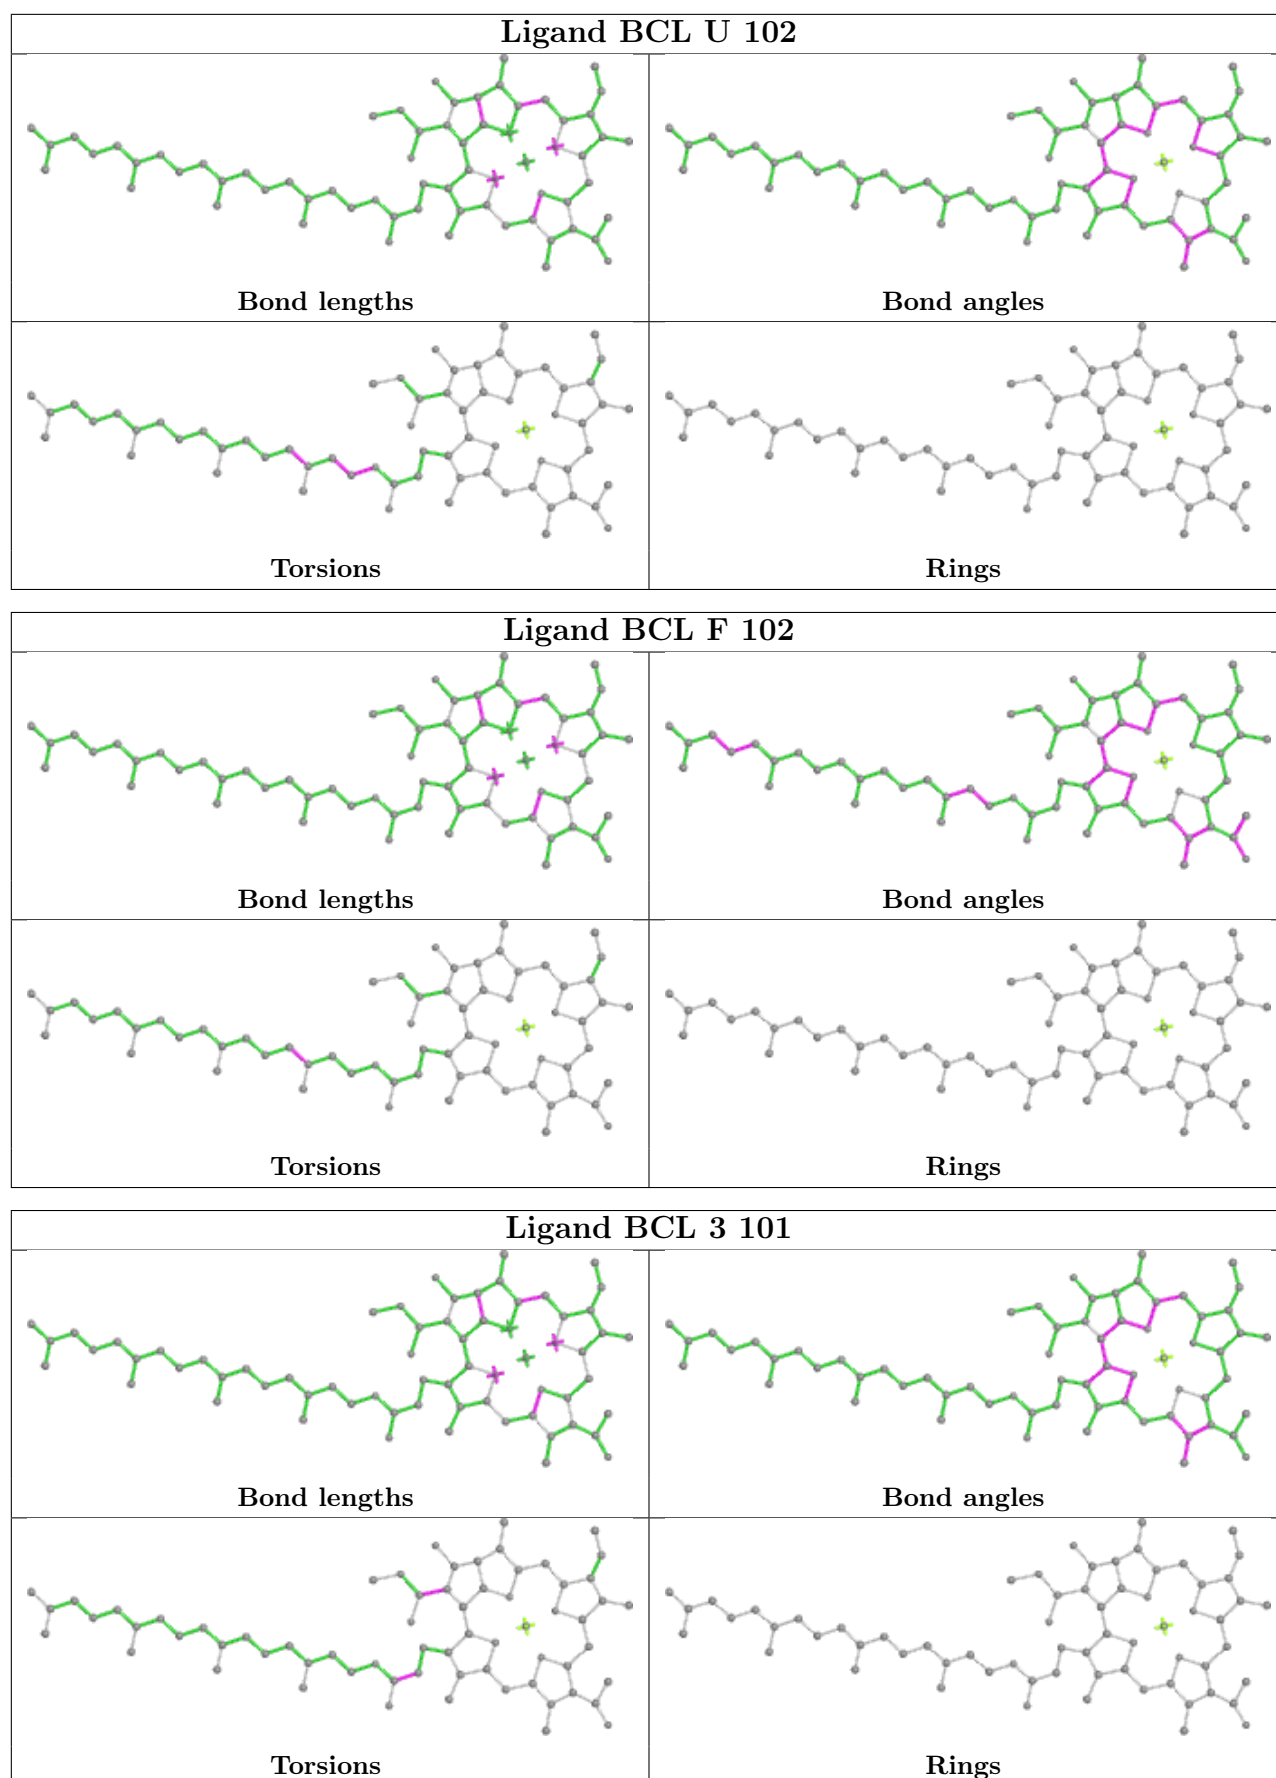 Ligand BCL U 102
Bond lengths
Bond angles
Torsions
Rings
Ligand BCL F 102
Bond lengths
Bond angles
Torsions
Rings
Ligand BCL 3 101
Bond lengths
Bond angles
Torsions
Rings